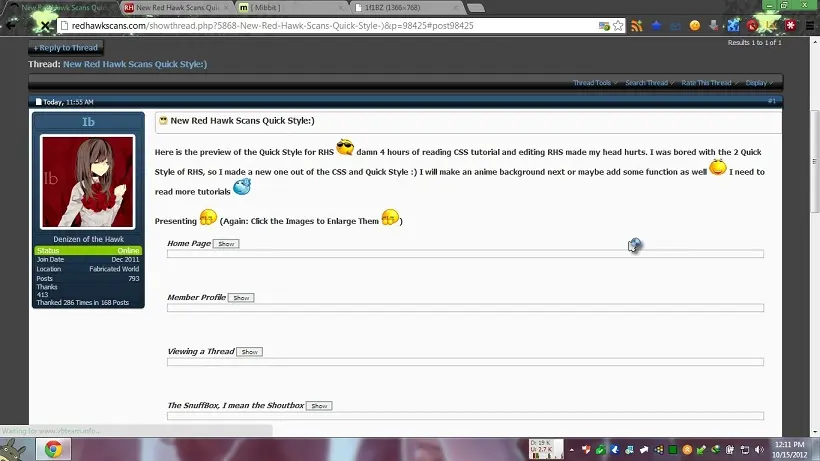 New Red Hawk Scans Quic
RH New Red Hawk Scans Qui
m [ Mibbit ]
1f1BZ (1366×768)
redhawkscans.com/showthread.php?5868-New-Red-Hawk-Scans-Quick-Style-)&p=98425#post98425
+ Reply to Thread
Results 1 to 1 of 1
Thread: New Red Hawk Scans Quick Style:)
Thread Tools Search Thread Rate This Thread Display
Today, 11:55 AM #1
Ib
New Red Hawk Scans Quick Style:)
Here is the preview of the Quick Style for RHS damn 4 hours of reading CSS tutorial and editing RHS made my head hurts. I was bored with the 2 Quick
Style of RHS, so I made a new one out of the CSS and Quick Style :) I will make an anime background next or maybe add some function as well I need to
read more tutorials
Ib
Presenting (Again: Click the Images to Enlarge Them )
Denizen of the Hawk
Status Online
Join Date Dec 2011
Location Fabricated World
Posts 793
Thanks
413
Thanked 286 Times in 168 Posts
Home Page Show
Member Profile Show
Viewing a Thread Show
The SnuffBox, I mean the Shoutbox Show
Waiting for www.vbteam.info...
D: 19 K
U: 2.7 K
12:11 PM
10/15/2012